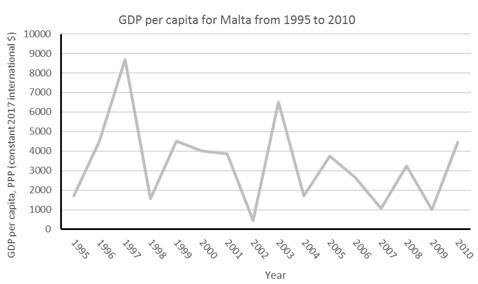 GDP per capita for Malta from 1995 to 2010
GDP per capita, PPP (constant 2017 international $)
10000
9000
8000
7000
6000
5000
4000
3000
2000
1000
0
1995 1996 1997 1998 1999 2000 2001 2002 2003 2004 2005 2006 2007 2008 2009 2010
Year